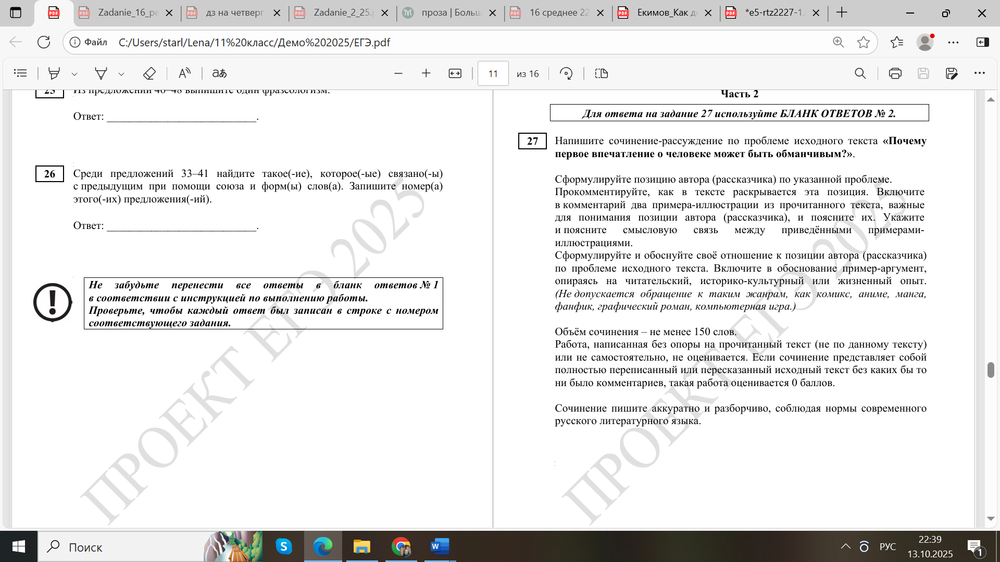 Zadanie_16_ре
дз на четверг
Zadanie_2_25.p
проза | Больш
16 среднее 22
Екимов_Как д
*e5-rtz2227-1.
Файл
C:/Users/starl/Lena/11%20класс/Демо%202025/ЕГЭ.pdf
11 из 16
25 Из предложений 46–48 выпишите один фразеологизм.
Ответ: ___________________________.
26 Среди предложений 33–41 найдите такое(-ие), которое(-ые) связано(-ы)
с предыдущим при помощи союза и форм(ы) слов(а). Запишите номер(а)
этого(-их) предложения(-ий).
Ответ: ___________________________.
Не забудьте перенести все ответы в бланк ответов № 1
в соответствии с инструкцией по выполнению работы.
Проверьте, чтобы каждый ответ был записан в строке с номером
соответствующего задания.
ПРОЕКТ ЕГЭ 2025
Часть 2
Для ответа на задание 27 используйте БЛАНК ОТВЕТОВ № 2.
27 Напишите сочинение-рассуждение по проблеме исходного текста «Почему
первое впечатление о человеке может быть обманчивым?».
Сформулируйте позицию автора (рассказчика) по указанной проблеме.
Прокомментируйте, как в тексте раскрывается эта позиция. Включите
в комментарий два примера-иллюстрации из прочитанного текста, важные
для понимания позиции автора (рассказчика), и поясните их. Укажите
и поясните смысловую связь между приведёнными примерами-
иллюстрациями.
Сформулируйте и обоснуйте своё отношение к позиции автора (рассказчика)
по проблеме исходного текста. Включите в обоснование пример-аргумент,
опираясь на читательский, историко-культурный или жизненный опыт.
(Не допускается обращение к таким жанрам, как комикс, аниме, манга,
фанфик, графический роман, компьютерная игра.)
Объём сочинения – не менее 150 слов.
Работа, написанная без опоры на прочитанный текст (не по данному тексту)
или не самостоятельно, не оценивается. Если сочинение представляет собой
полностью переписанный или пересказанный исходный текст без каких бы то
ни было комментариев, такая работа оценивается 0 баллов.
Сочинение пишите аккуратно и разборчиво, соблюдая нормы современного
русского литературного языка.
ПРОЕКТ ЕГЭ 2025
Поиск
РУС
22:39
13.10.2025
1